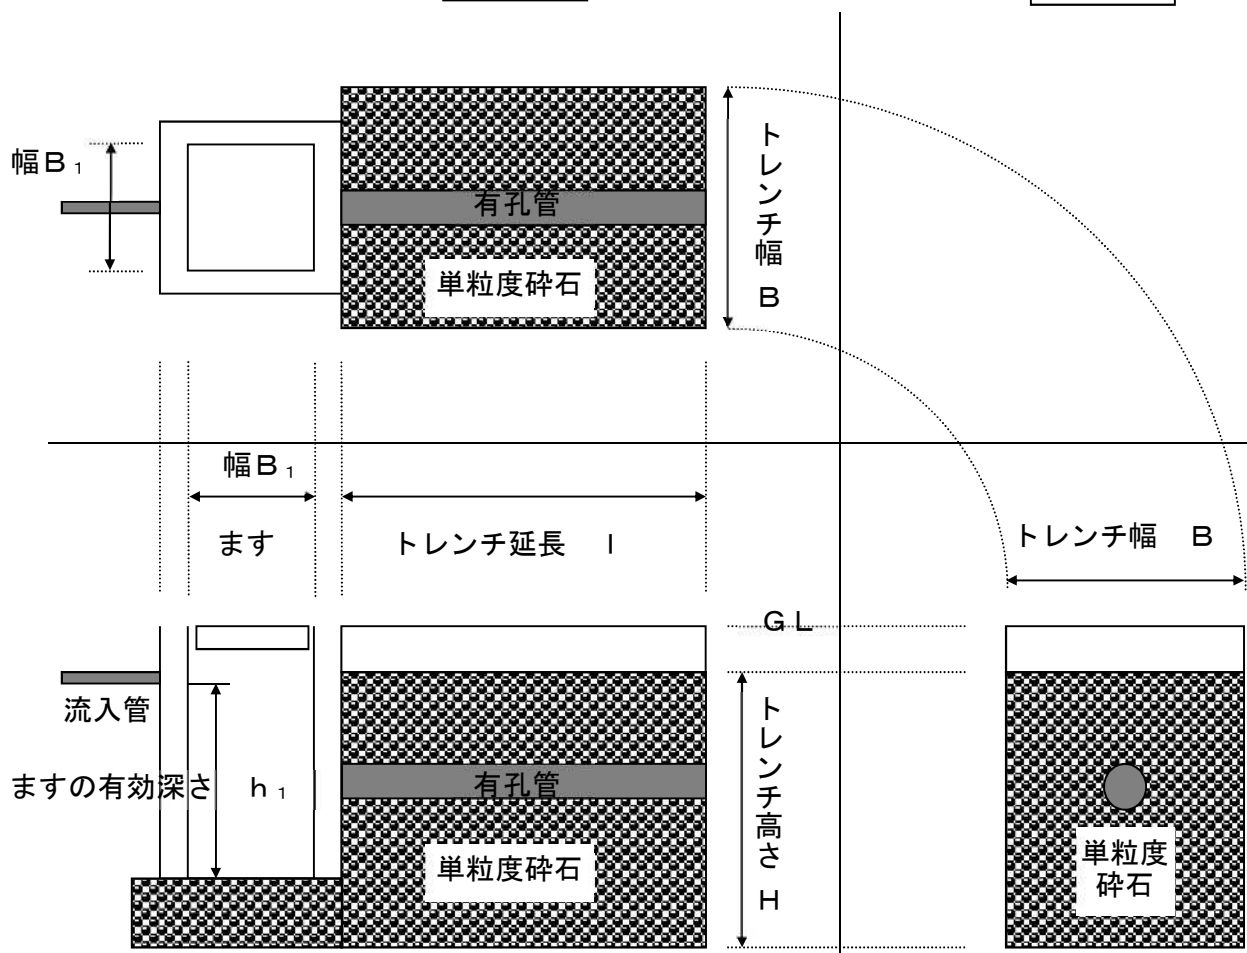 幅B₁
有孔管
単粒度砕石
トレンチ幅 B
幅B₁
ます
トレンチ延長 l
トレンチ幅 B
GL
流入管
ますの有効深さ h₁
有孔管
単粒度砕石
トレンチ高さ H
単粒度
砕石